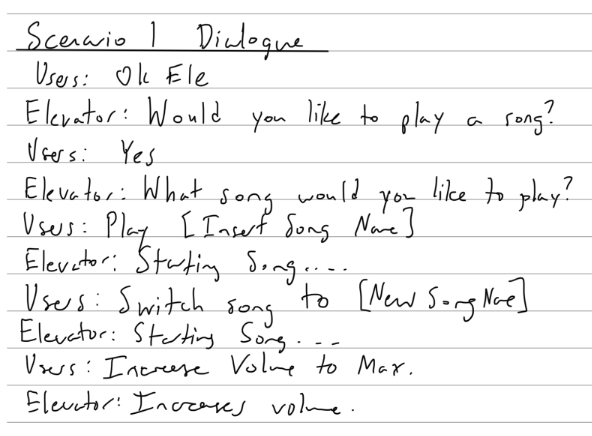 Scenario 1 Dialogue
Users: Ok Ele
Elevator: Would you like to play a song?
Users: Yes
Elevator: What song would you like to play?
Users: Play [Insert Song Name]
Elevator: Starting Song....
Users: Switch song to [New Song Name]
Elevator: Starting Song...
Users: Increase Volume to Max.
Elevator: Increases volume.